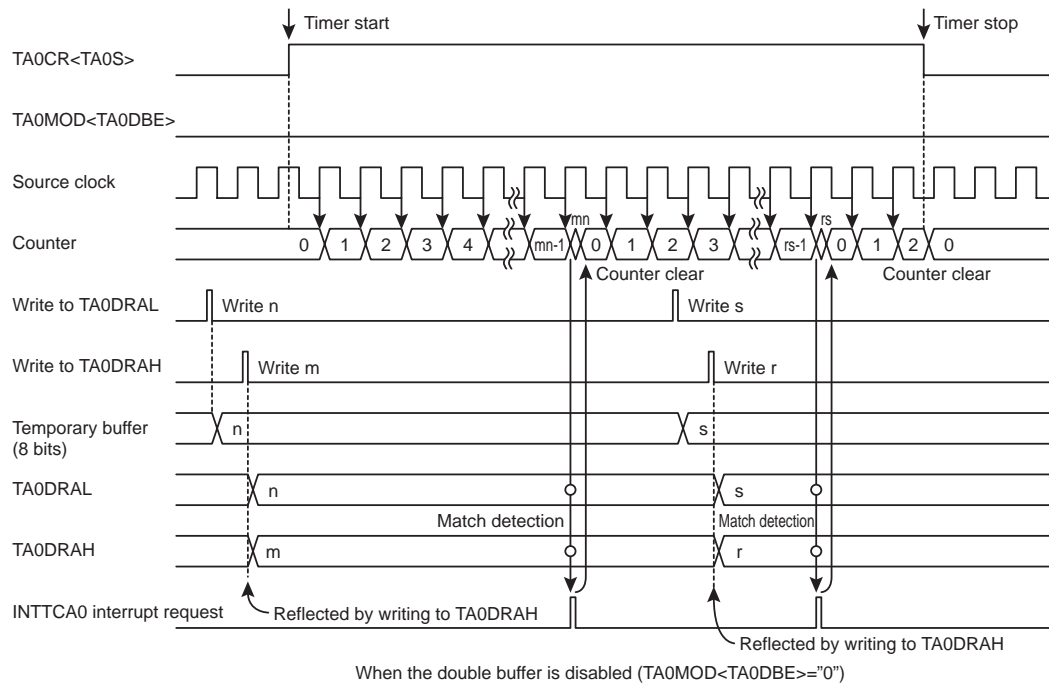 Timer start
Timer stop
TA0CR<TA0S>
TA0MOD<TA0DBE>
Source clock
mn
rs
Counter
0 1 2 3 4 mn-1 0 1 2 3 rs-1 0 1 2 0
Counter clear
Counter clear
Write to TA0DRAL
Write n
Write s
Write to TA0DRAH
Write m
Write r
Temporary buffer
(8 bits)
n
s
TA0DRAL
n
s
Match detection
Match detection
TA0DRAH
m
r
INTTCA0 interrupt request
Reflected by writing to TA0DRAH
Reflected by writing to TA0DRAH
When the double buffer is disabled (TA0MOD<TA0DBE>=”0”)